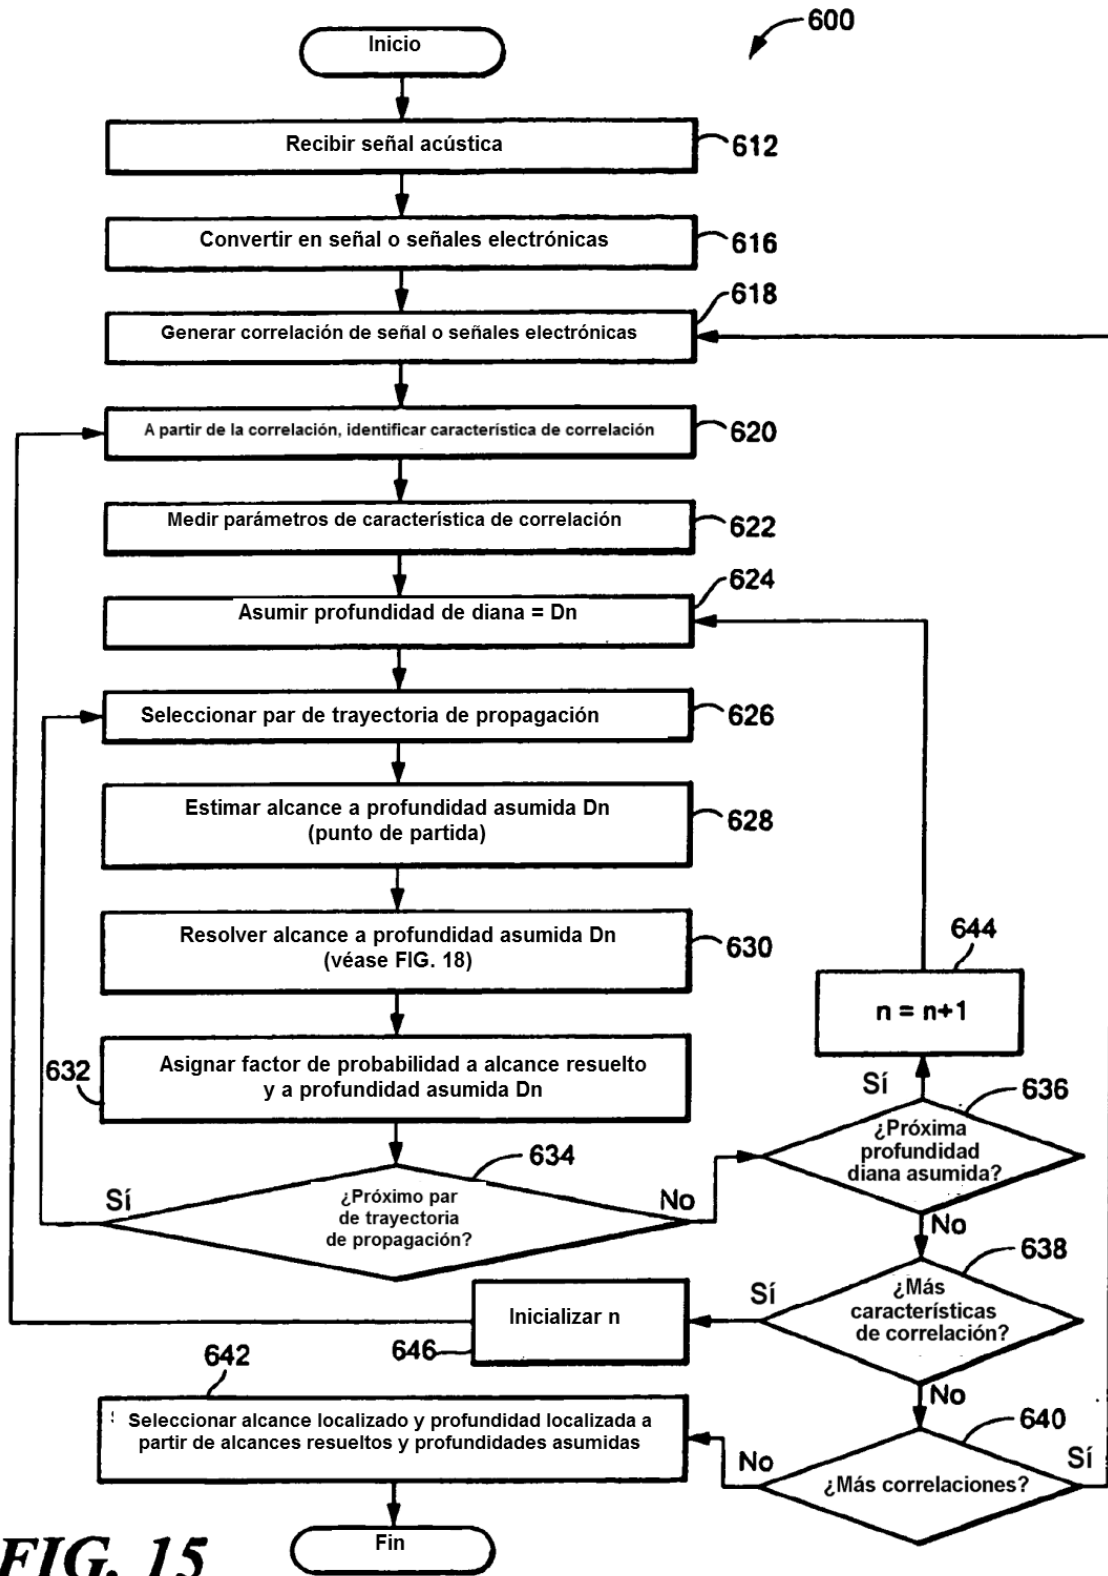 600
Inicio
Recibir señal acústica
612
Convertir en señal o señales electrónicas
616
618
Generar correlación de señal o señales electrónicas
A partir de la correlación, identificar característica de correlación
620
Medir parámetros de característica de correlación
622
624
Asumir profundidad de diana = Dn
Seleccionar par de trayectoria de propagación
626
Estimar alcance a profundidad asumida Dn
(punto de partida)
628
Resolver alcance a profundidad asumida Dn
(véase FIG. 18)
630
644
n = n+1
632
Asignar factor de probabilidad a alcance resuelto
y a profundidad asumida Dn
Sí
636
¿Próxima
profundidad
diana asumida?
634
Sí
¿Próximo par
de trayectoria
de propagación?
No
No
638
Sí
¿Más
características
de correlación?
Inicializar n
646
642
No
640
Seleccionar alcance localizado y profundidad localizada a
partir de alcances resueltos y profundidades asumidas
No
¿Más correlaciones?
Sí
Fin
FIG. 15